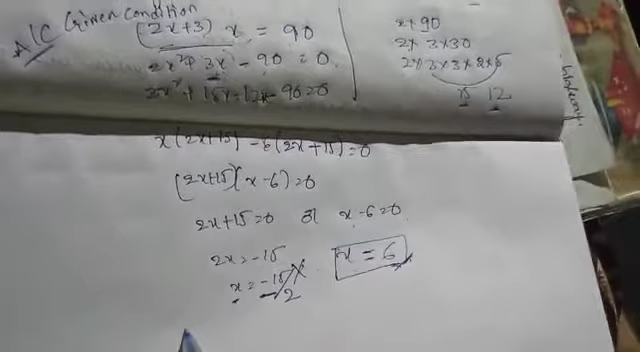 A/C Given condition
(2x+3) x = 90
2x²+ 3x - 90 = 0
2x²+ 15x-12x- 90=0
x (2x+15) -6(2x+15)=0
(2x+15)(x-6)=0
2x+15=0 or x-6=0
2x=-15 x = 6
x = -15/2
2x90
2x 3x30
2x3x3x2x5
15 12